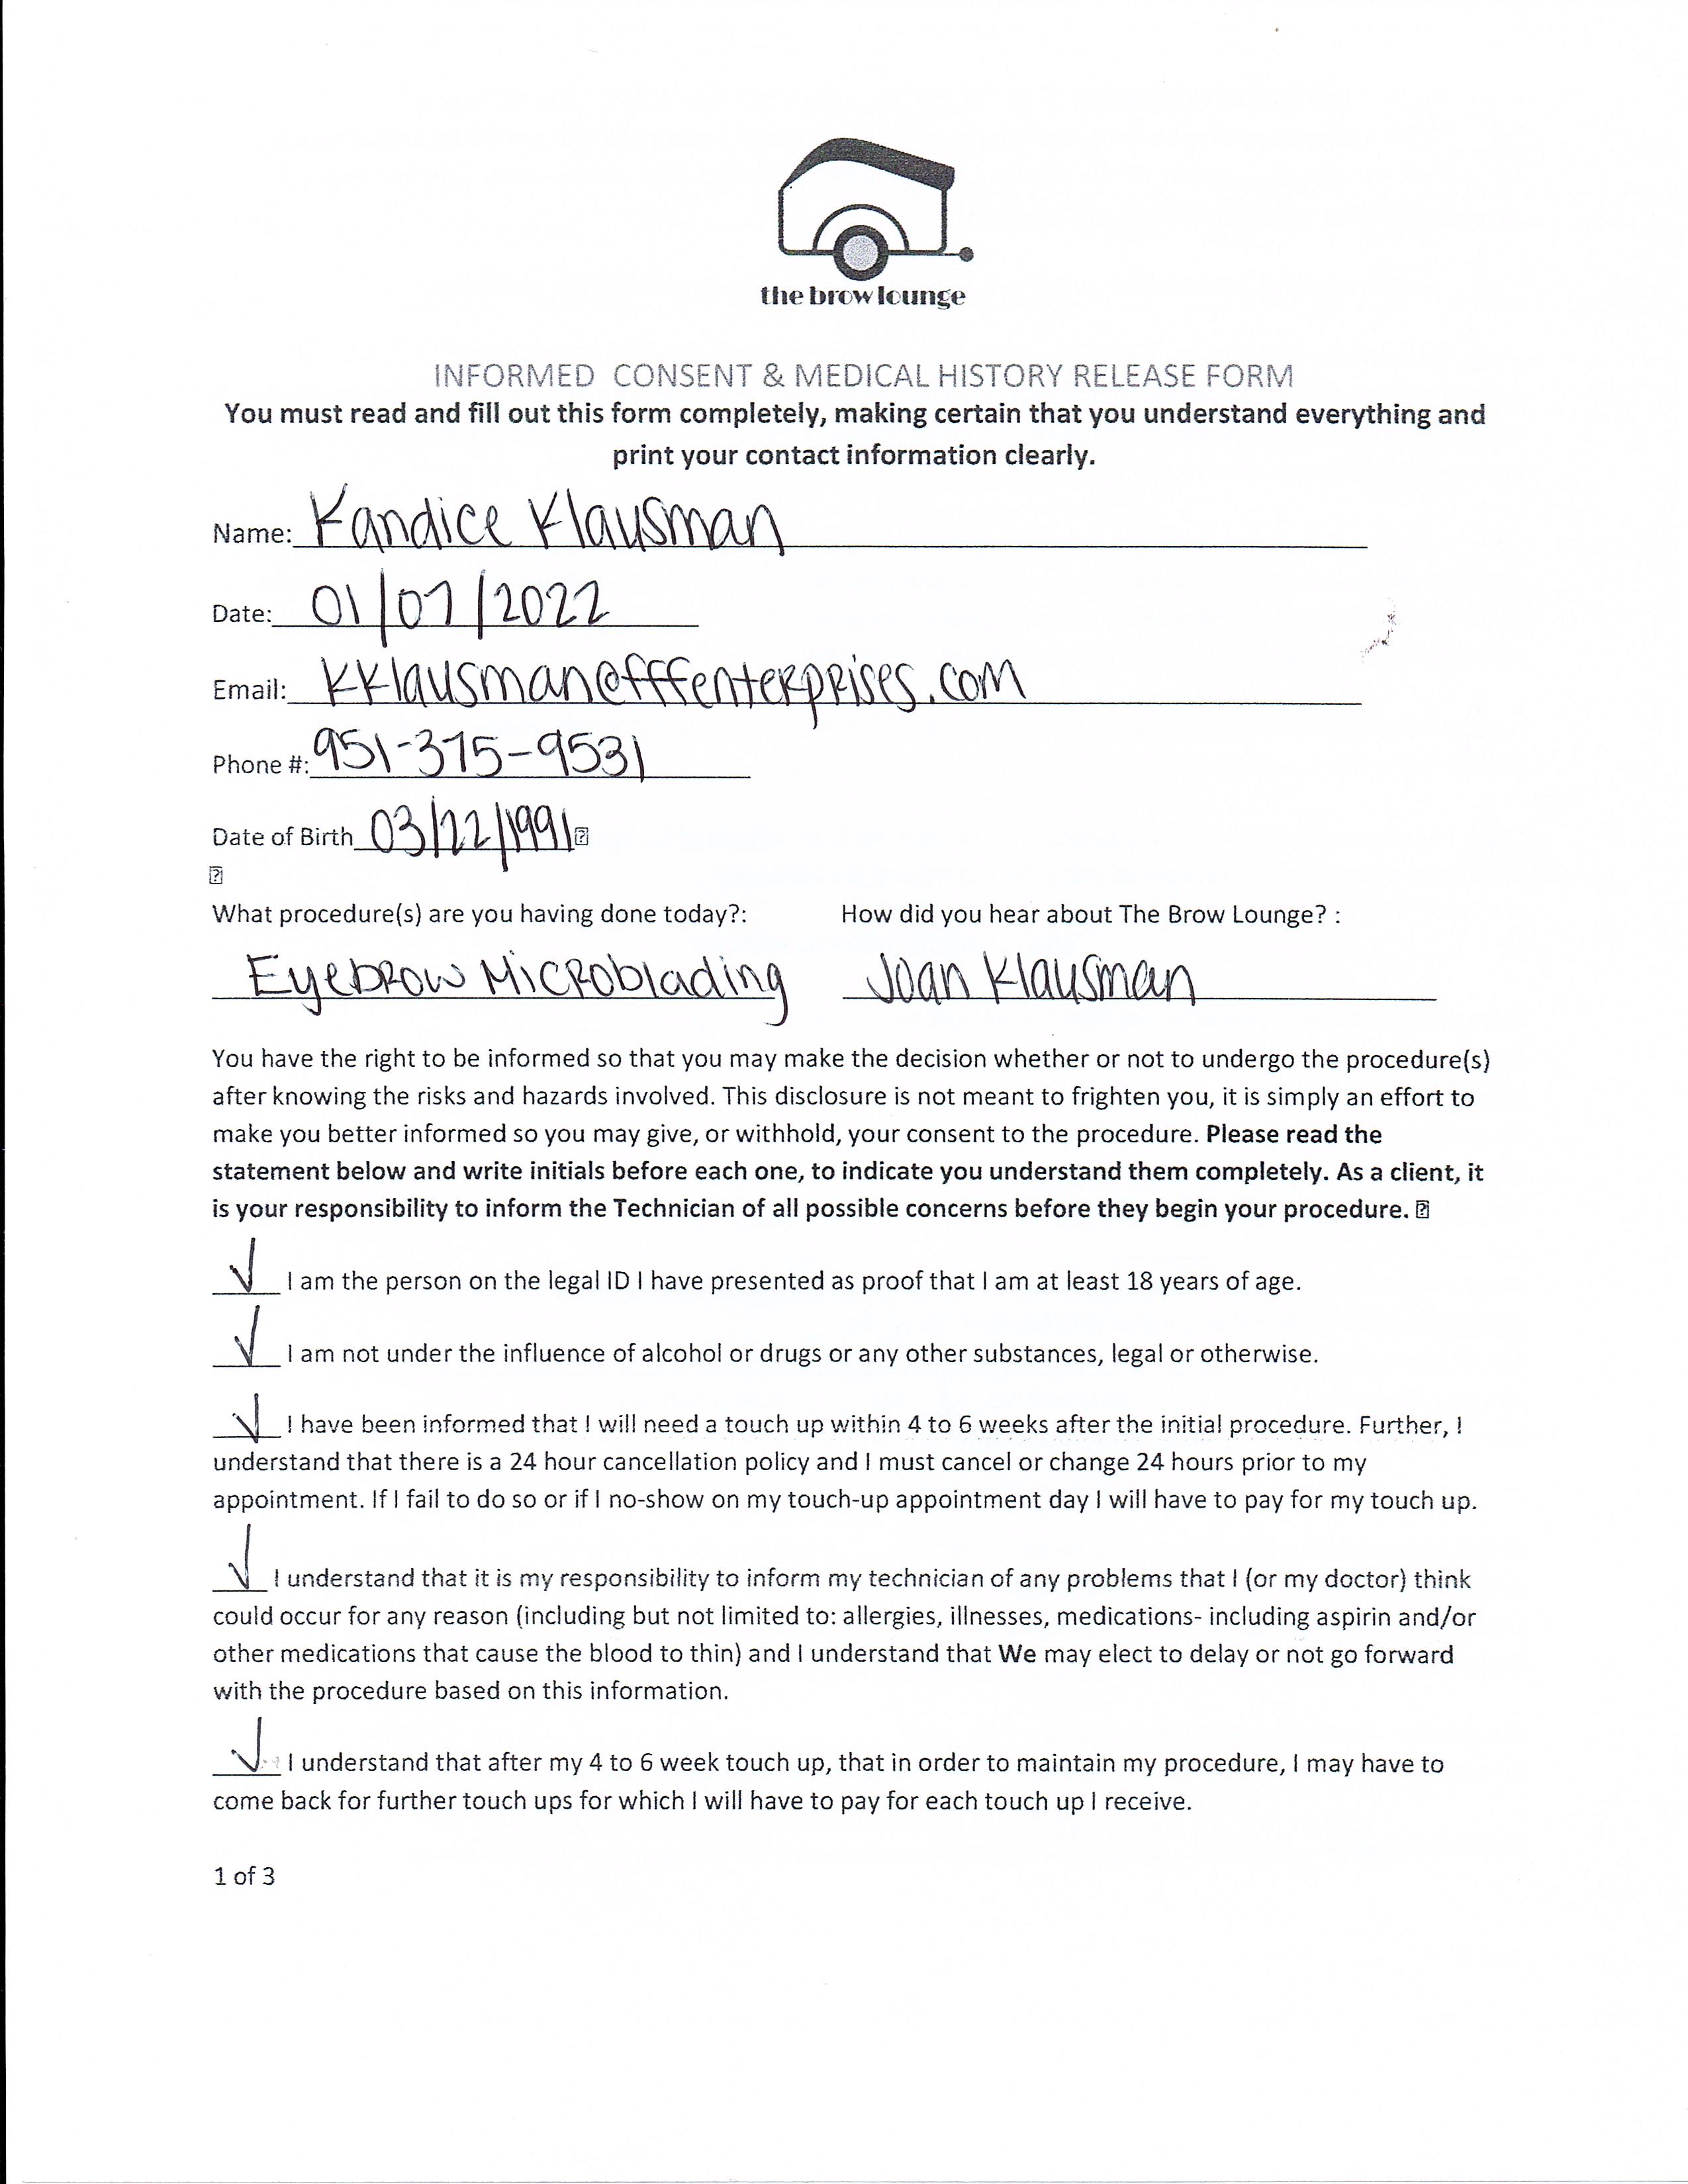 the brow lounge
INFORMED CONSENT & MEDICAL HISTORY RELEASE FORM
You must read and fill out this form completely, making certain that you understand everything and
print your contact information clearly.
Name: Kandice Klausman
Date: 01/07/2022
Email: KKlausman@fffenterprises.com
Phone #: 951-375-9531
Date of Birth 03/22/1991
What procedure(s) are you having done today?: How did you hear about The Brow Lounge? :
Eyebrow Microblading Joan Klausman
You have the right to be informed so that you may make the decision whether or not to undergo the procedure(s)
after knowing the risks and hazards involved. This disclosure is not meant to frighten you, it is simply an effort to
make you better informed so you may give, or withhold, your consent to the procedure. Please read the
statement below and write initials before each one, to indicate you understand them completely. As a client, it
is your responsibility to inform the Technician of all possible concerns before they begin your procedure.
✓ I am the person on the legal ID I have presented as proof that I am at least 18 years of age.
✓ I am not under the influence of alcohol or drugs or any other substances, legal or otherwise.
✓ I have been informed that I will need a touch up within 4 to 6 weeks after the initial procedure. Further, I
understand that there is a 24 hour cancellation policy and I must cancel or change 24 hours prior to my
appointment. If I fail to do so or if I no-show on my touch-up appointment day I will have to pay for my touch up.
✓ I understand that it is my responsibility to inform my technician of any problems that I (or my doctor) think
could occur for any reason (including but not limited to: allergies, illnesses, medications- including aspirin and/or
other medications that cause the blood to thin) and I understand that We may elect to delay or not go forward
with the procedure based on this information.
✓ I understand that after my 4 to 6 week touch up, that in order to maintain my procedure, I may have to
come back for further touch ups for which I will have to pay for each touch up I receive.
1 of 3